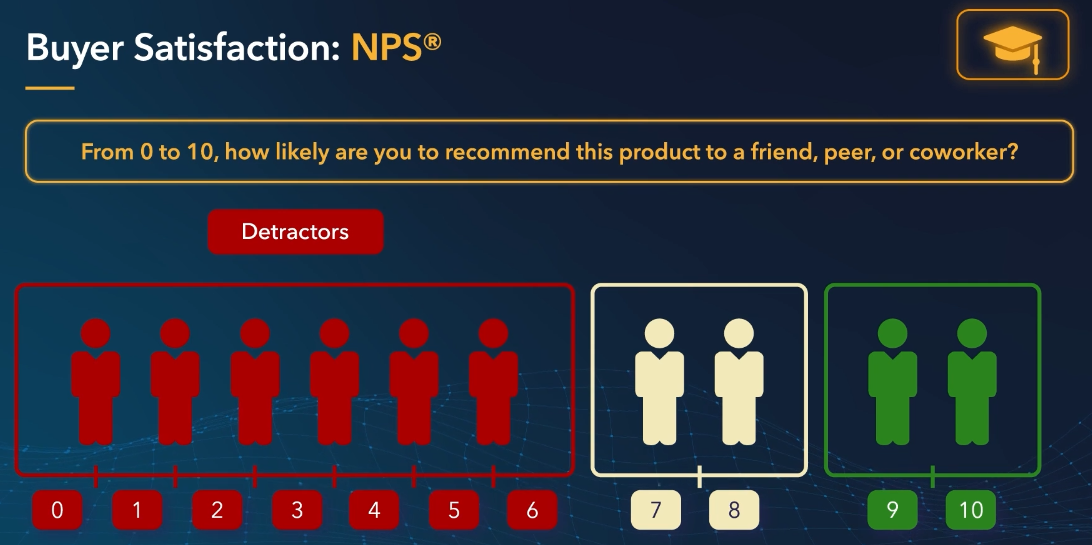 Buyer Satisfaction: NPS®
From 0 to 10, how likely are you to recommend this product to a friend, peer, or coworker?
Detractors
0 1 2 3 4 5 6 7 8 9 10